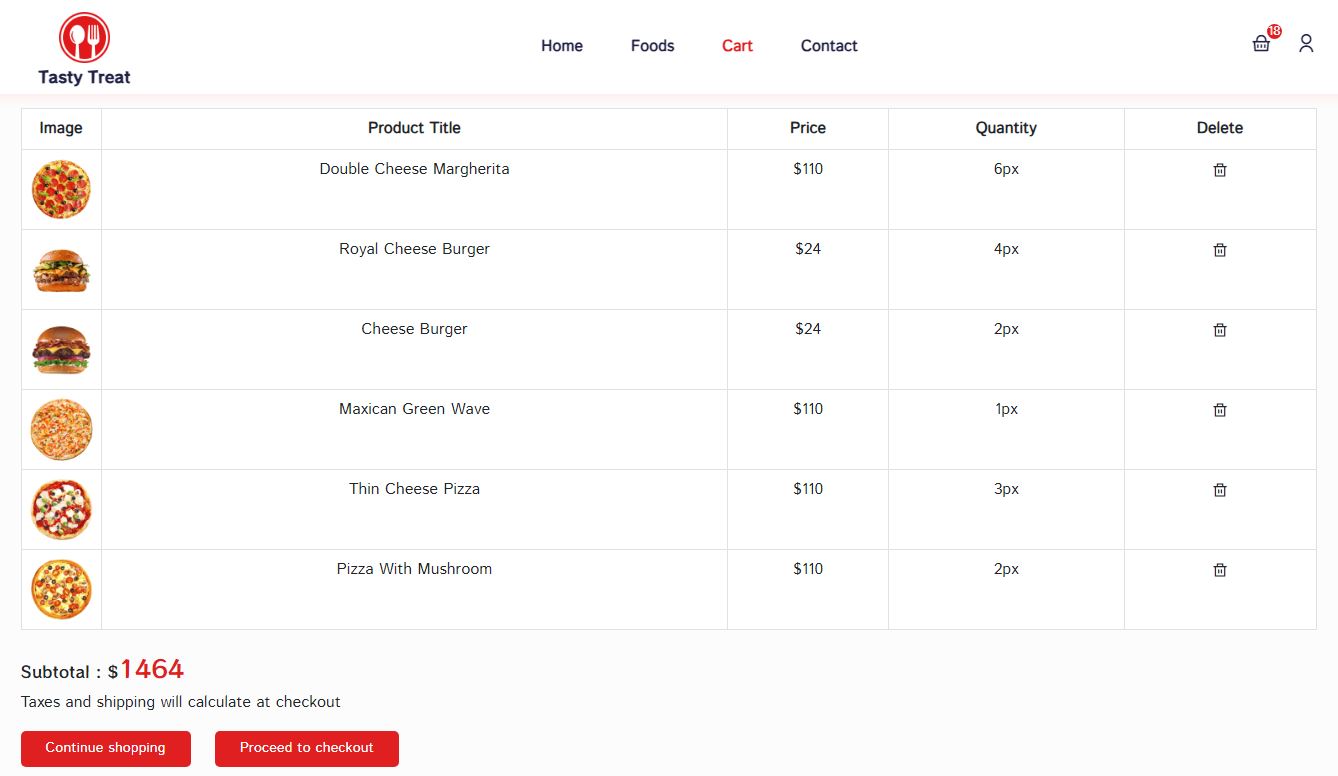 Tasty Treat
Home Foods Cart Contact
18
Image Product Title Price Quantity Delete
Double Cheese Margherita $110 6px
Royal Cheese Burger $24 4px
Cheese Burger $24 2px
Maxican Green Wave $110 1px
Thin Cheese Pizza $110 3px
Pizza With Mushroom $110 2px
Subtotal : $1464
Taxes and shipping will calculate at checkout
Continue shopping Proceed to checkout